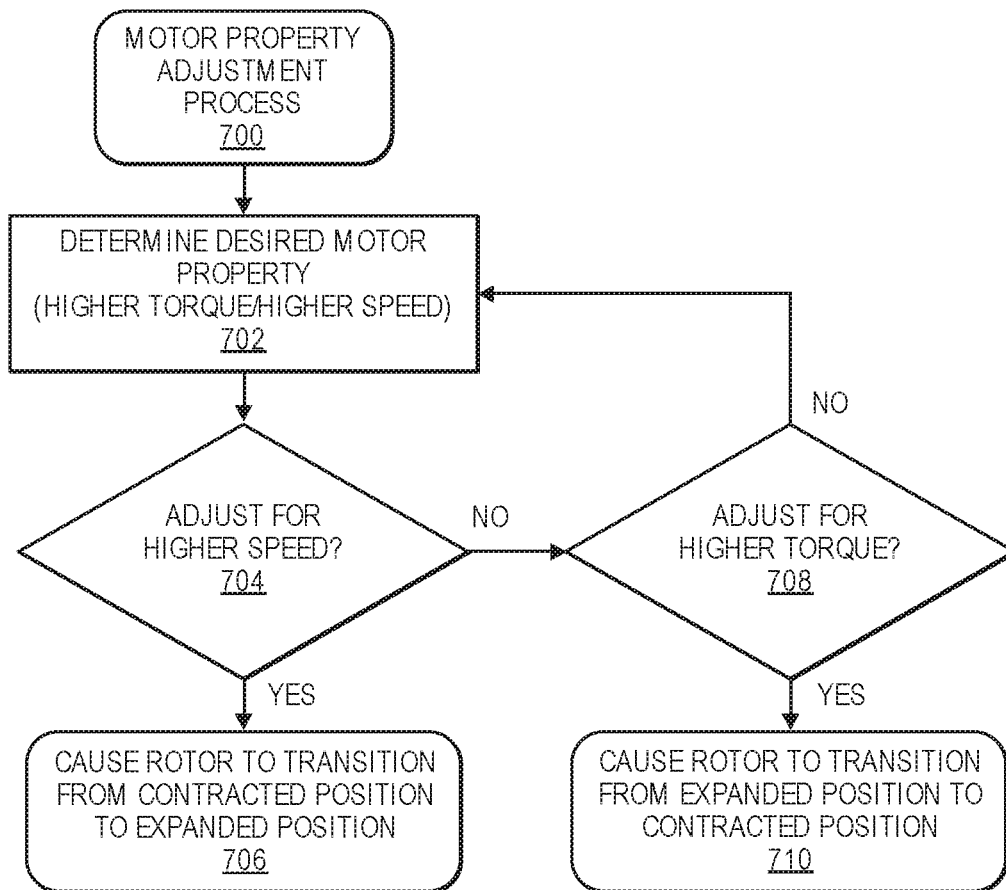 MOTOR PROPERTY
ADJUSTMENT
PROCESS
700
DETERMINE DESIRED MOTOR
PROPERTY
(HIGHER TORQUE/HIGHER SPEED)
702
NO
ADJUST FOR
HIGHER SPEED?
704
NO
ADJUST FOR
HIGHER TORQUE?
708
YES
YES
CAUSE ROTOR TO TRANSITION
FROM CONTRACTED POSITION
TO EXPANDED POSITION
706
CAUSE ROTOR TO TRANSITION
FROM EXPANDED POSITION TO
CONTRACTED POSITION
710